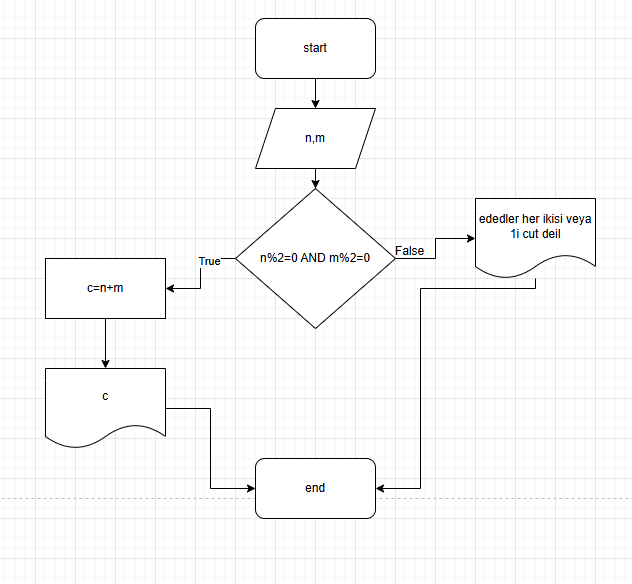 start
n,m
n%2=0 AND m%2=0
True
False
ededler her ikisi veya
1i cut deil
c=n+m
c
end